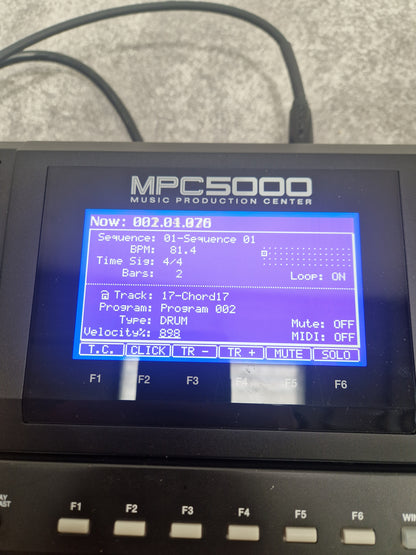 MPC5000
MUSIC PRODUCTION CENTER
Now: 002.04.076
Sequence: 01-Sequence 01
BPM: 81.4
Time Sig: 4/4
Bars: 2 Loop: ON
Track: 17-Chord17
Program: Program 002
Type: DRUM Mute: OFF
Velocity%: 898 MIDI: OFF
T.C. CLICK TR - TR + MUTE SOLO
F1 F2 F3 F4 F5 F6
F1 F2 F3 F4 F5 F6